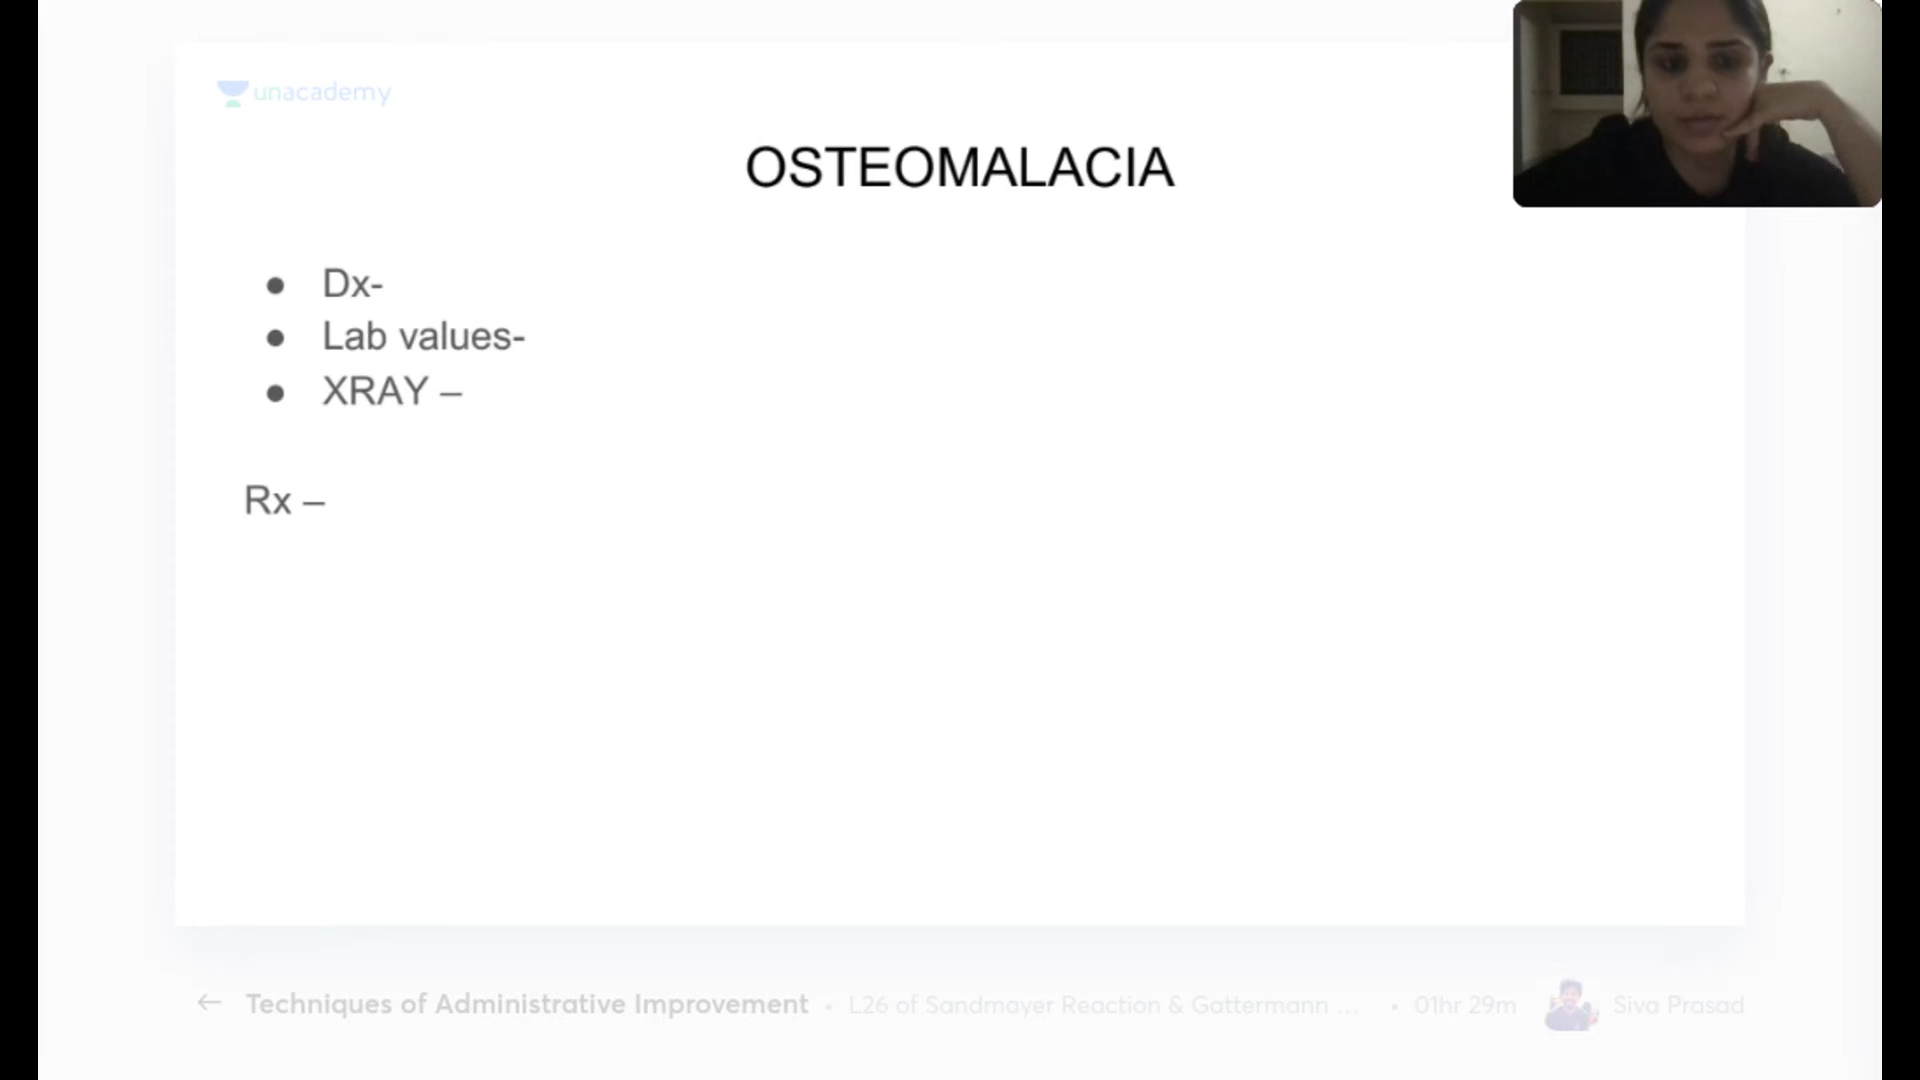 unacademy
OSTEOMALACIA
● Dx-
● Lab values-
● XRAY –
Rx –
← Techniques of Administrative Improvement • L26 of Sandmayer Reaction & Gattermann ... • 01hr 29m Siva Prasad